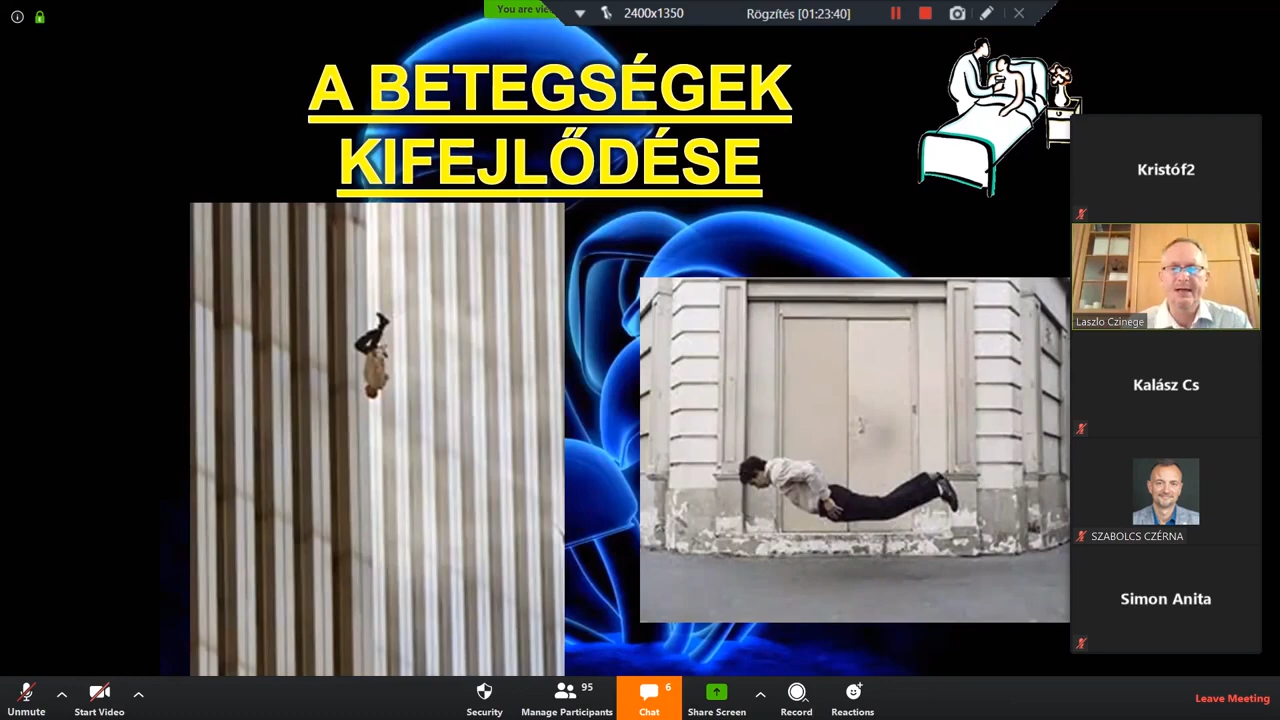 You are vie
2400x1350
Rögzítés [01:23:40]
A BETEGSÉGEK
KIFEJLŐDÉSE
Kristóf2
Laszlo Czinege
Kalász Cs
SZABOLCS CZÉRNA
Simon Anita
Unmute
Start Video
Security
95
Manage Participants
6
Chat
Share Screen
Record
Reactions
Leave Meeting